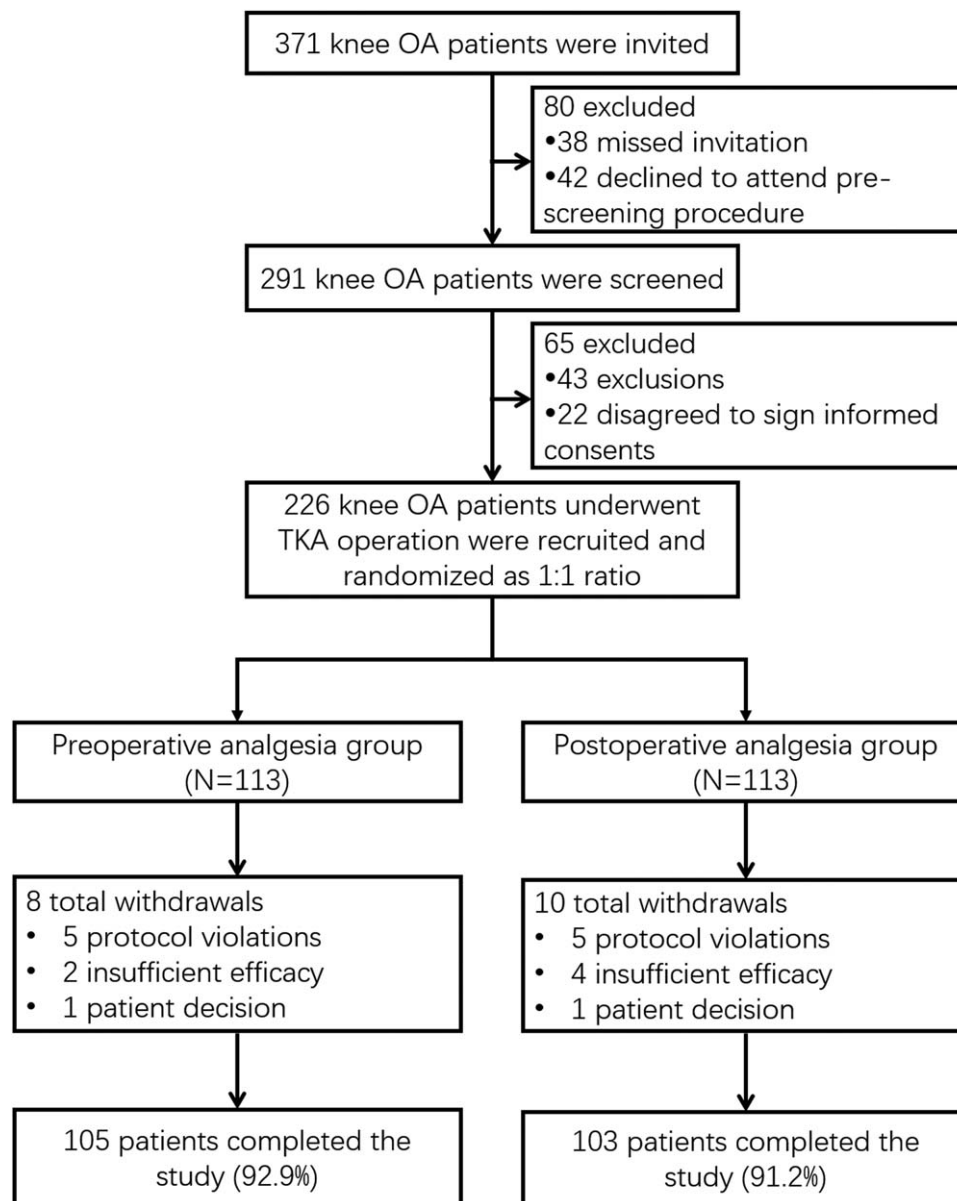 371 knee OA patients were invited
80 excluded
•38 missed invitation
•42 declined to attend pre-
screening procedure
291 knee OA patients were screened
65 excluded
•43 exclusions
•22 disagreed to sign informed
consents
226 knee OA patients underwent
TKA operation were recruited and
randomized as 1:1 ratio
Preoperative analgesia group
(N=113)
Postoperative analgesia group
(N=113)
8 total withdrawals
• 5 protocol violations
• 2 insufficient efficacy
• 1 patient decision
10 total withdrawals
• 5 protocol violations
• 4 insufficient efficacy
• 1 patient decision
105 patients completed the
study (92.9%)
103 patients completed the
study (91.2%)